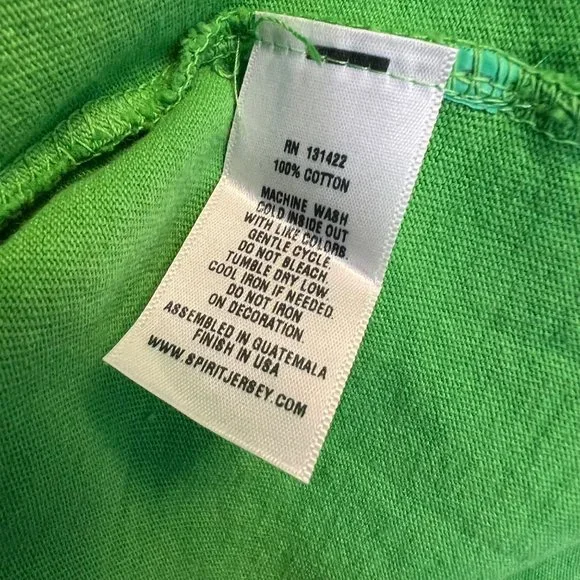 RN 131422
100% COTTON
MACHINE WASH
COLD INSIDE OUT
WITH LIKE COLORS.
GENTLE CYCLE.
DO NOT BLEACH.
TUMBLE DRY LOW.
COOL IRON IF NEEDED.
DO NOT IRON
ON DECORATION.
ASSEMBLED IN GUATEMALA
FINISH IN USA
WWW.SPIRITJERSEY.COM